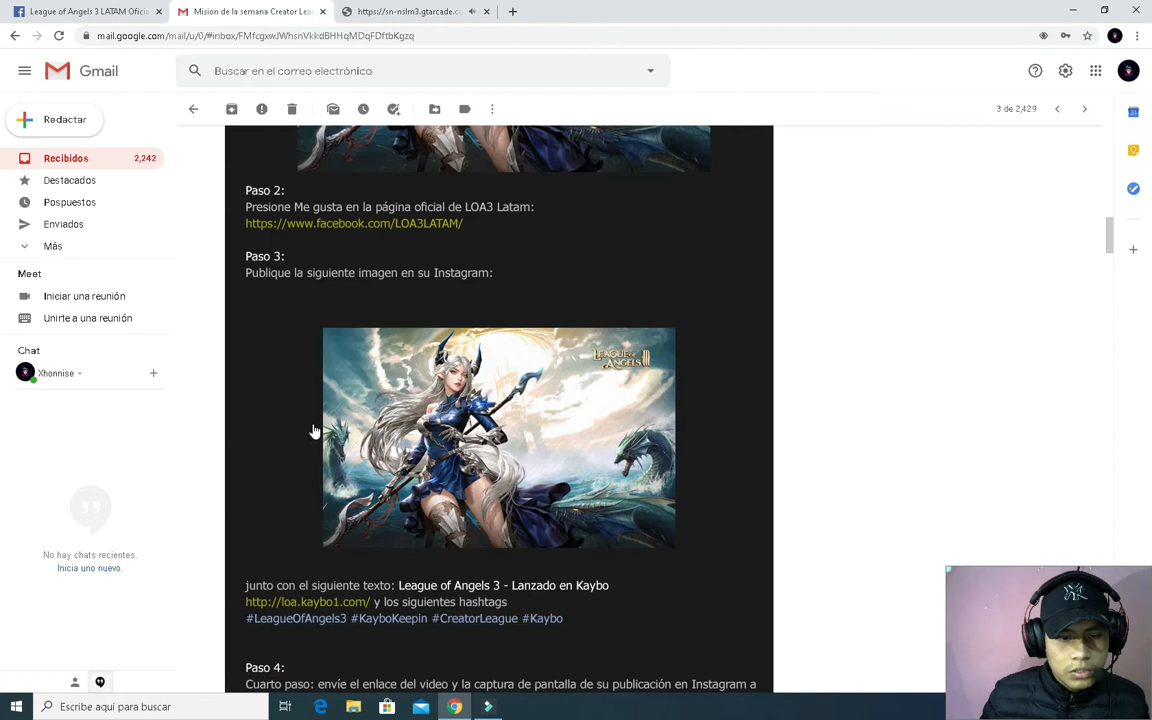 League of Angels 3 LATAM Ofici
Mision de la semana Creator Lea
https://sn-nslm3.gtarcade.c
mail.google.com/mail/u/0/#inbox/FMfcgxwJWhsnVkkdBHHqMDqFDftbKgzq
Gmail
Buscar en el correo electrónico
Redactar
3 de 2,429
Recibidos 2,242
Destacados
Pospuestos
Enviados
Más
Meet
Iniciar una reunión
Unirte a una reunión
Chat
Xhonnise
No hay chats recientes.
Inicia uno nuevo.
Paso 2:
Presione Me gusta en la página oficial de LOA3 Latam:
https://www.facebook.com/LOA3LATAM/
Paso 3:
Publique la siguiente imagen en su Instagram:
LEAGUE OF
ANGELS III
junto con el siguiente texto: League of Angels 3 - Lanzado en Kaybo
http://loa.kaybo1.com/ y los siguientes hashtags
#LeagueOfAngels3 #KayboKeepin #CreatorLeague #Kaybo
Paso 4:
Cuarto paso: envíe el enlace del video y la captura de pantalla de su publicación en Instagram a
Escribe aquí para buscar